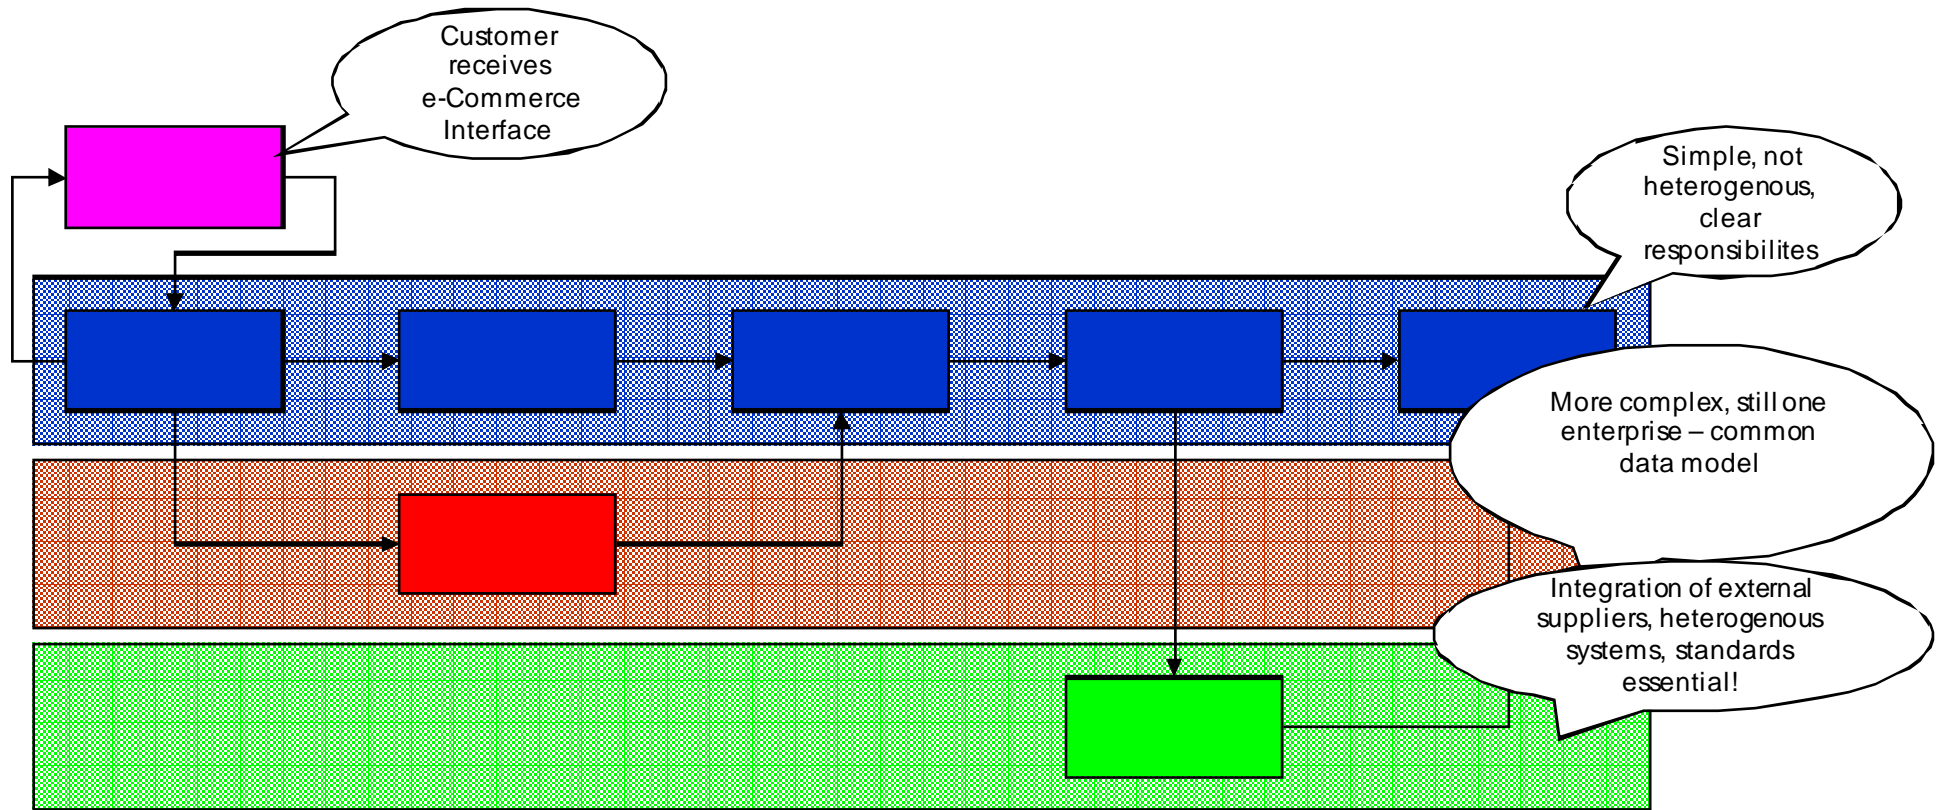 Customer
receives
e-Commerce
Interface
Simple, not
heterogenous,
clear
responsibilites
More complex, still one
enterprise – common
data model
Integration of external
suppliers, heterogenous
systems, standards
essential!